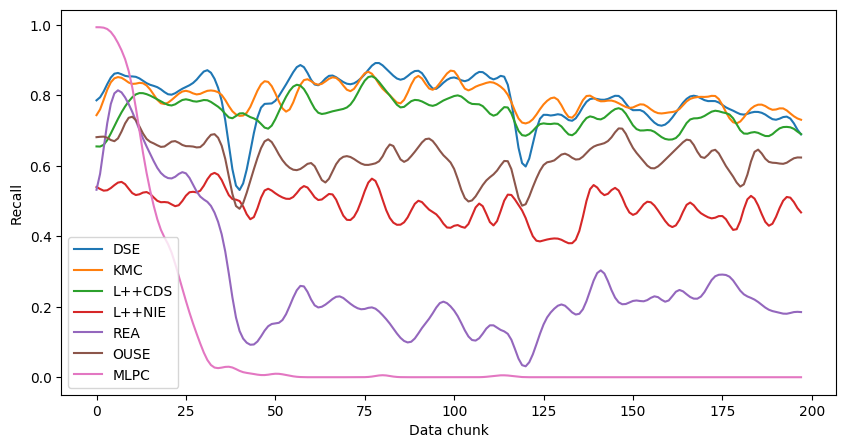 1.0
0.8
0.6
0.4
0.2
0.0
Recall
DSE
KMC
L++CDS
L++NIE
REA
OUSE
MLPC
0 25 50 75 100 125 150 175 200
Data chunk